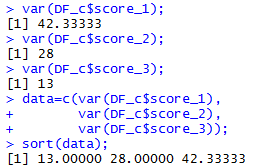 > var(DF_c$score_1);
[1] 42.33333
> var(DF_c$score_2);
[1] 28
> var(DF_c$score_3);
[1] 13
> data=c(var(DF_c$score_1),
+        var(DF_c$score_2),
+        var(DF_c$score_3));
> sort(data);
[1] 13.00000 28.00000 42.33333